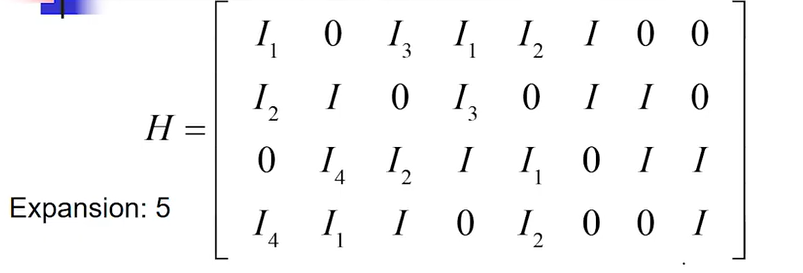 I₁ 0 I₃ I₁ I₂ I 0 0
I₂ I 0 I₃ 0 I I 0
H =
0 I₄ I₂ I I₁ 0 I I
Expansion: 5
I₄ I₁ I 0 I₂ 0 0 I